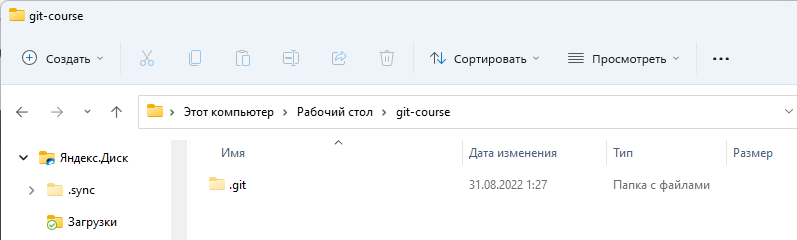 git-course
Создать Сортировать Просмотреть ...
Этот компьютер Рабочий стол git-course
Яндекс.Диск
.sync
Загрузки
Имя Дата изменения Тип Размер
.git 31.08.2022 1:27 Папка с файлами